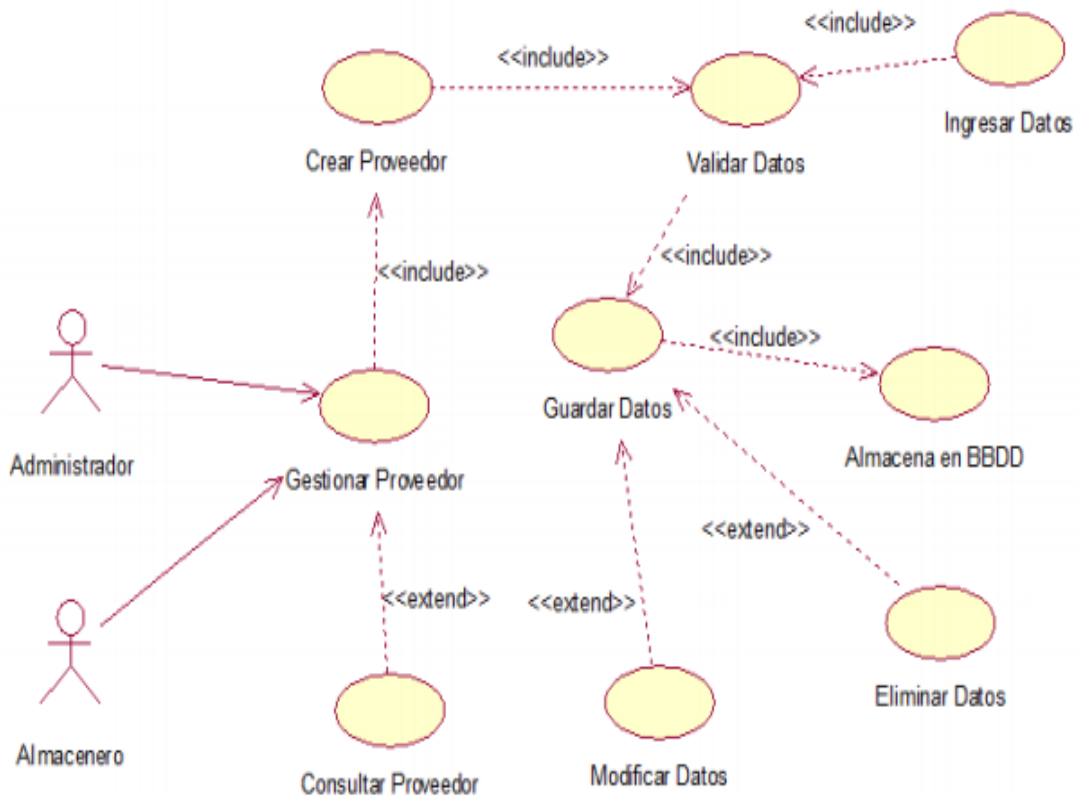 <<include>>
<<include>>
Ingresar Datos
Crear Proveedor
Validar Datos
<<include>>
<<include>>
<<include>>
Guardar Datos
Almacena en BBDD
Administrador
Gestionar Proveedor
<<extend>>
<<extend>>
<<extend>>
Eliminar Datos
Almacenero
Consultar Proveedor
Modificar Datos